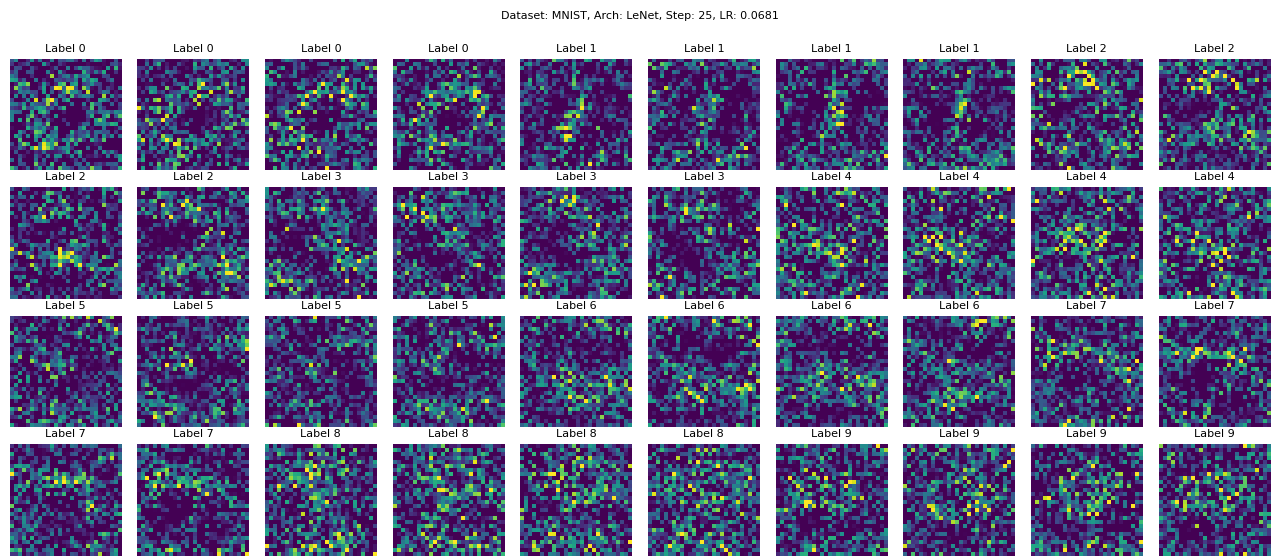 Dataset: MNIST, Arch: LeNet, Step: 25, LR: 0.0681
Label 0 Label 0 Label 0 Label 0 Label 1 Label 1 Label 1 Label 1 Label 2 Label 2
Label 2 Label 2 Label 3 Label 3 Label 3 Label 3 Label 4 Label 4 Label 4 Label 4
Label 5 Label 5 Label 5 Label 5 Label 6 Label 6 Label 6 Label 6 Label 7 Label 7
Label 7 Label 7 Label 8 Label 8 Label 8 Label 8 Label 9 Label 9 Label 9 Label 9